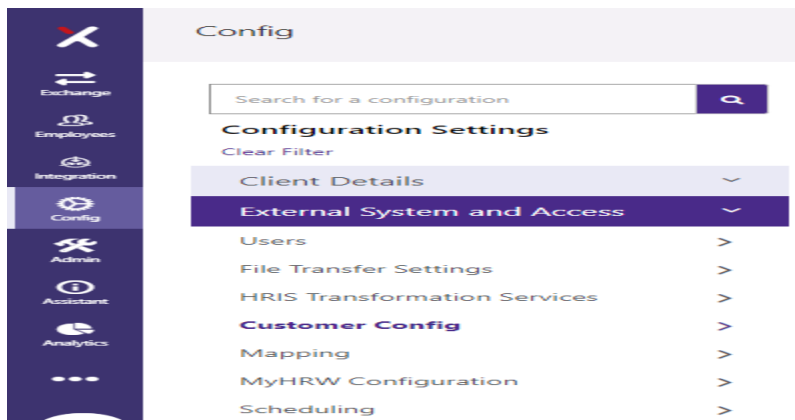 Config
Exchange
Employees
Integration
Config
Admin
Assistant
Analytics
Search for a configuration
Configuration Settings
Clear Filter
Client Details
External System and Access
Users
File Transfer Settings
HRIS Transformation Services
Customer Config
Mapping
MyHRW Configuration
Scheduling